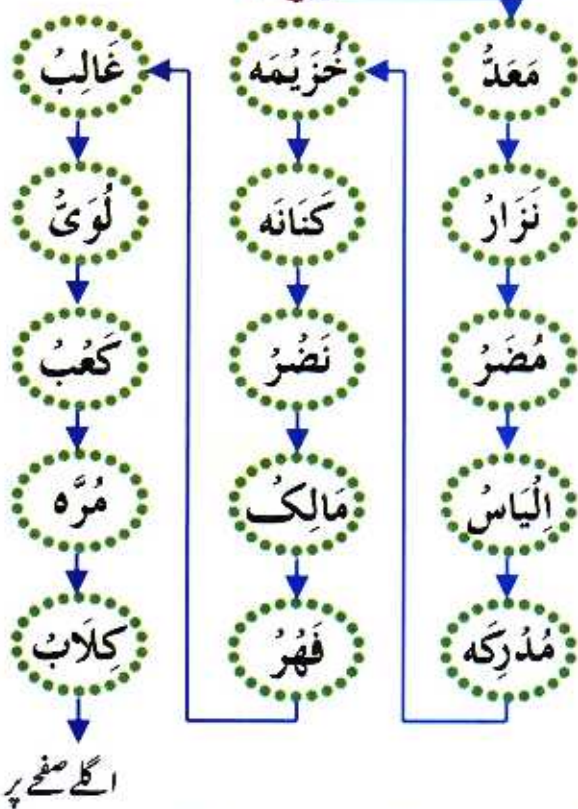 مَعَدُّ
نَزَارُ
مُضَرُ
اِلْیَاسُ
مُدْرِکَه
خُزَیْمَه
کَنَانَه
نَضْرُ
مَالِکُ
فَهْرُ
غَالِبُ
لُوَیُّ
کَعْبُ
مُرَّه
کِلَابُ
اگلے صفحے پر